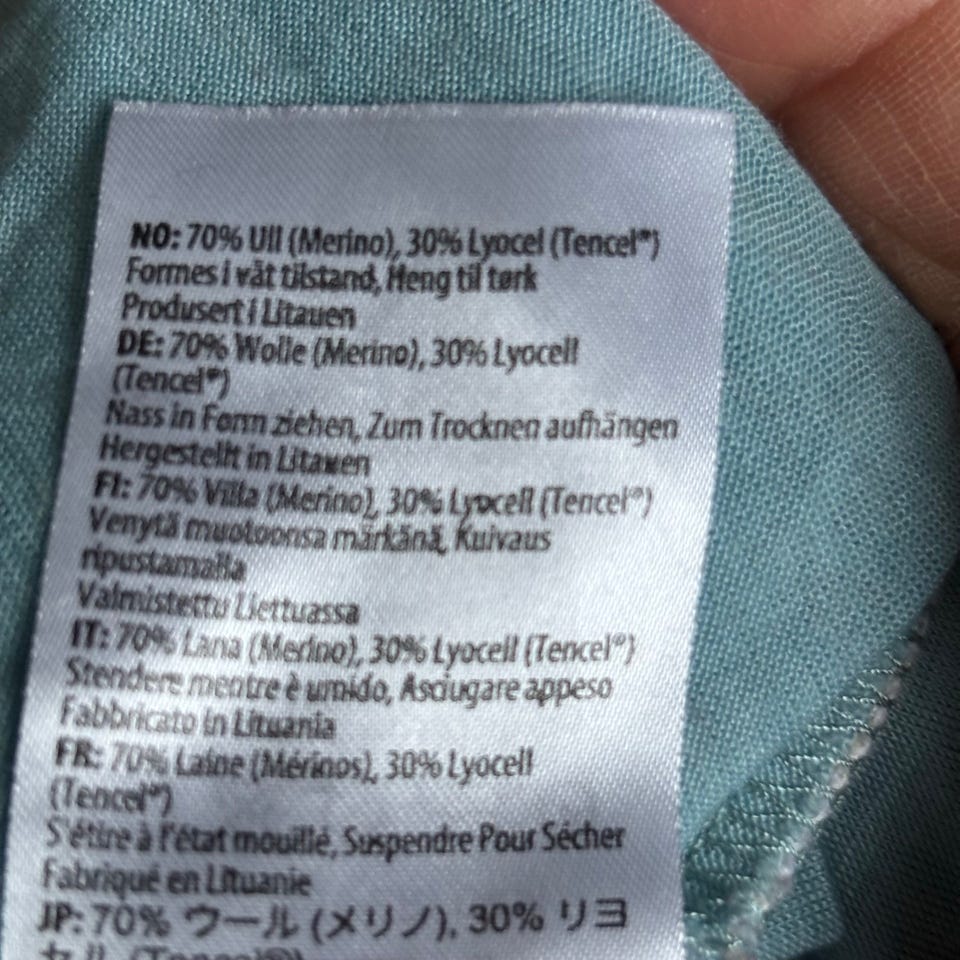 NO: 70% Ull (Merino), 30% Lyocel (Tencel®)
Formes i våt tilstand, Heng til tørk
Produsert i Litauen
DE: 70% Wolle (Merino), 30% Lyocell
(Tencel®)
Nass in Form ziehen, Zum Trocknen aufhängen
Hergestellt in Litauen
FI: 70% Villa (Merino), 30% Lyocell (Tencel®)
Venytä muotoonsa märkänä, Kuivaus
ripustamalla
Valmistettu Liettuassa
IT: 70% Lana (Merino), 30% Lyocell (Tencel®)
Stendere mentre è umido, Asciugare appeso
Fabbricato in Lituania
FR: 70% Laine (Mérinos), 30% Lyocell
(Tencel®)
S'étire à l'état mouillé, Suspendre Pour Sécher
Fabriqué en Lituanie
JP: 70% ウール (メリノ), 30% リヨ
セル (Tencel®)